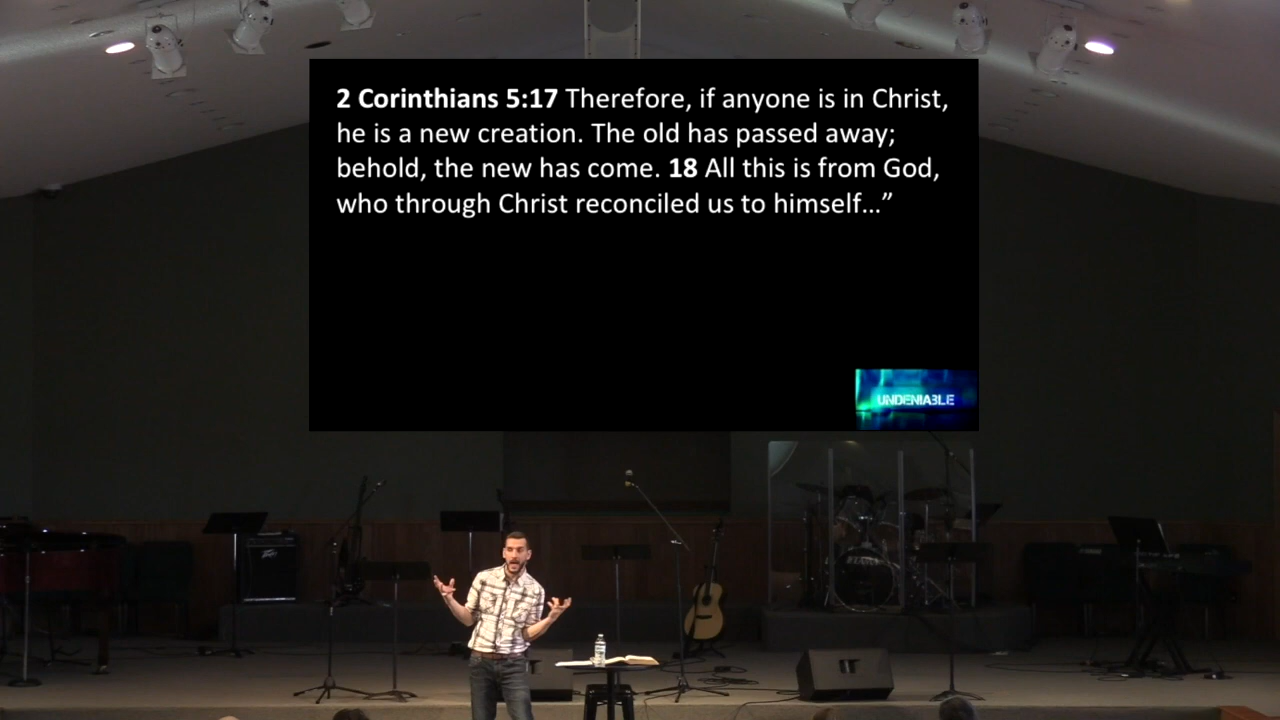 2 Corinthians 5:17 Therefore, if anyone is in Christ,
he is a new creation. The old has passed away;
behold, the new has come. 18 All this is from God,
who through Christ reconciled us to himself…”
UNDENIABLE
PEAVEY
TAMA